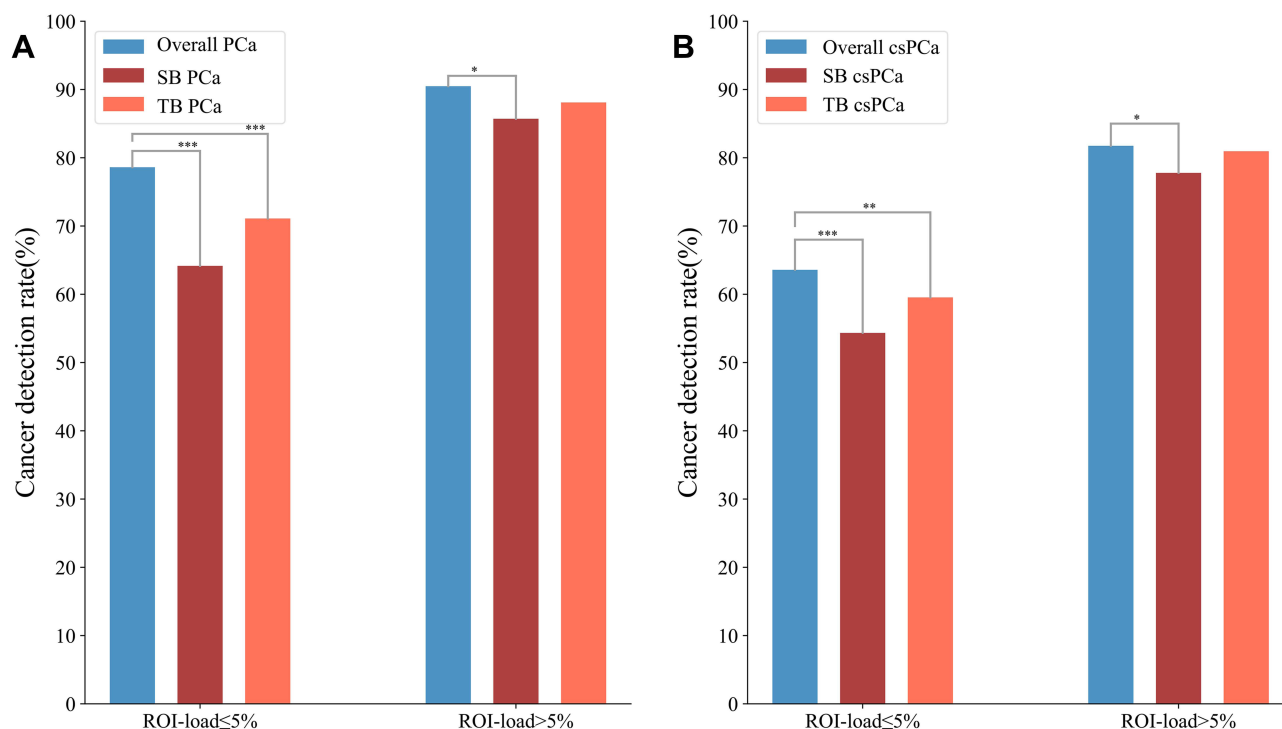 A
Cancer detection rate(%)
100
90
80
70
60
50
40
30
20
10
0
Overall PCa
SB PCa
TB PCa
***
***
*
ROI-load≤5%
ROI-load>5%
B
Cancer detection rate(%)
100
90
80
70
60
50
40
30
20
10
0
Overall csPCa
SB csPCa
TB csPCa
**
***
*
ROI-load≤5%
ROI-load>5%